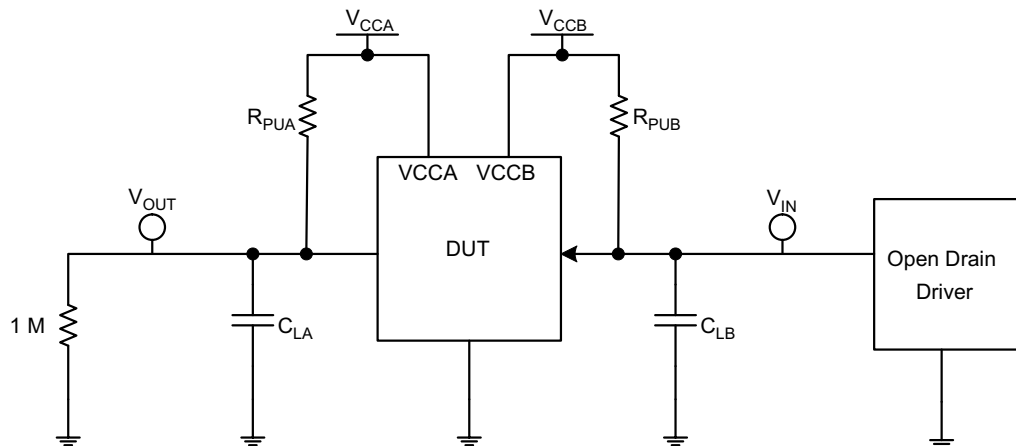 V_CCA
V_CCB
R_PUA
R_PUB
VCCA VCCB
V_OUT
V_IN
DUT
Open Drain
Driver
1 M
C_LA
C_LB